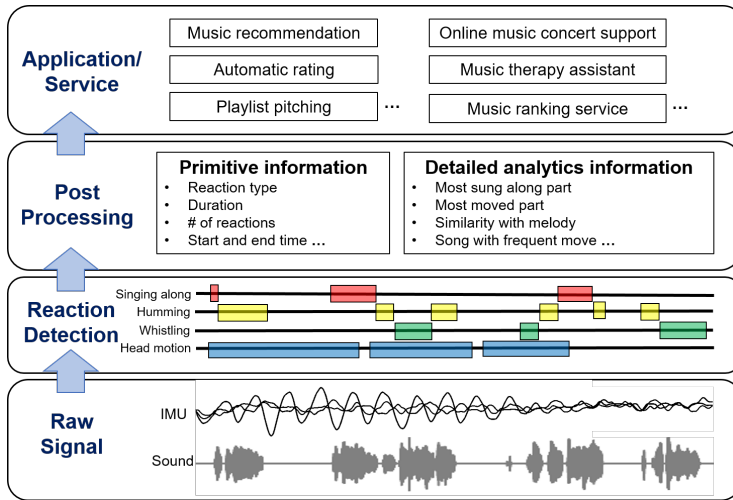 Application/
Service
Music recommendation
Online music concert support
Automatic rating
Music therapy assistant
Playlist pitching
...
Music ranking service
...
Post
Processing
Primitive information
• Reaction type
• Duration
• # of reactions
• Start and end time ...
Detailed analytics information
• Most sung along part
• Most moved part
• Similarity with melody
• Song with frequent move ...
Reaction
Detection
Singing along
Humming
Whistling
Head motion
Raw
Signal
IMU
Sound